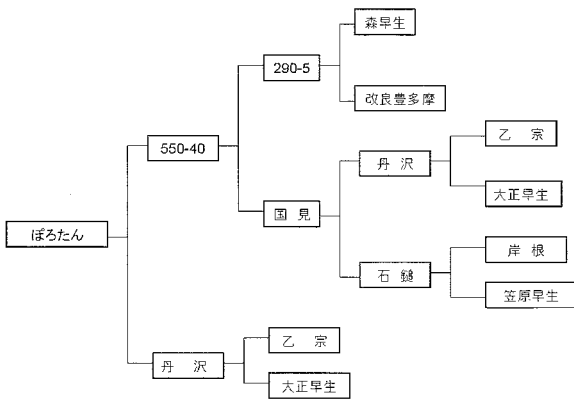 森早生
290-5
改良豊多摩
550-40
乙 宗
丹 沢
大正早生
国 見
ぽろたん
岸 根
石 鎚
笠原早生
乙 宗
丹 沢
大正早生